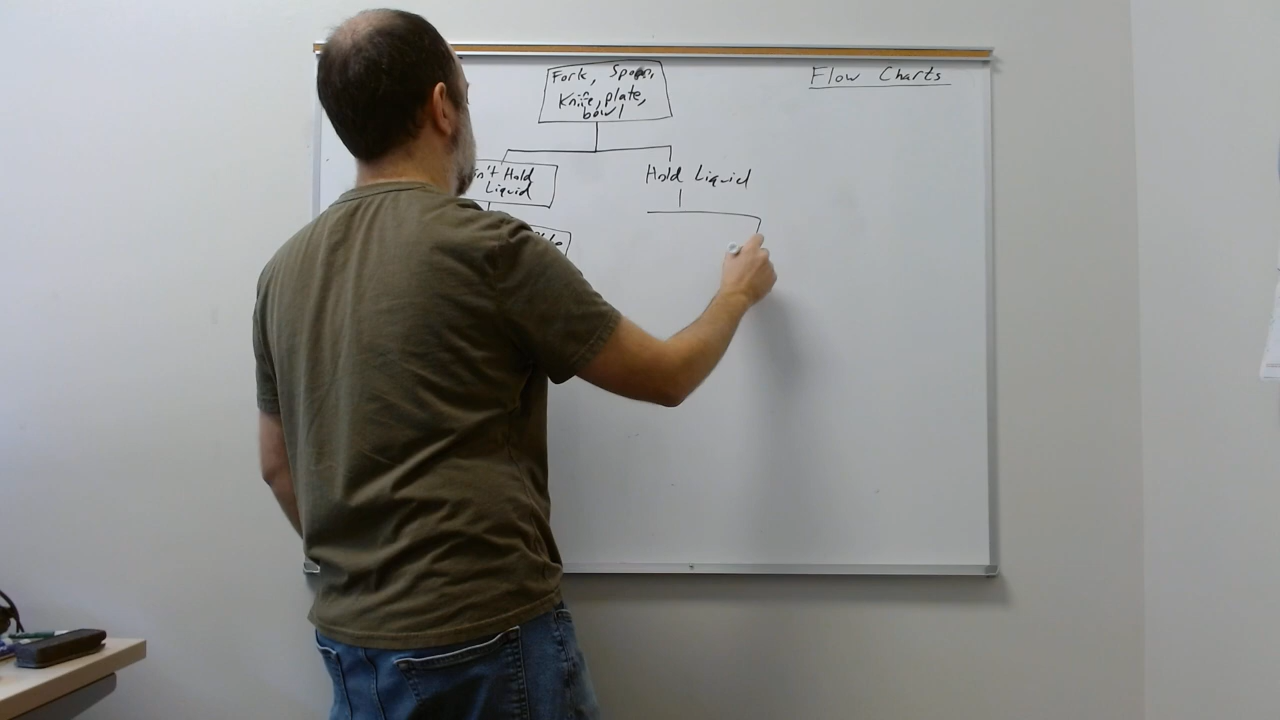 Flow Charts
Fork, Spoon,
Knife, plate,
bowl
n't Hold
Liquid
Hold Liquid